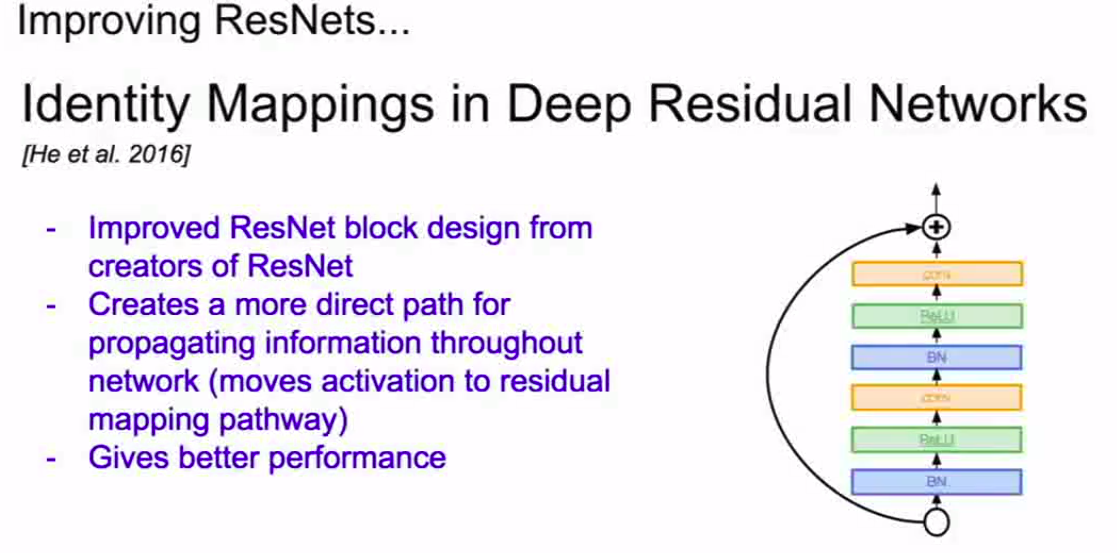 Improving ResNets...
Identity Mappings in Deep Residual Networks
[He et al. 2016]
- Improved ResNet block design from
creators of ResNet
- Creates a more direct path for
propagating information throughout
network (moves activation to residual
mapping pathway)
- Gives better performance
conv
ReLU
BN
conv
ReLU
BN